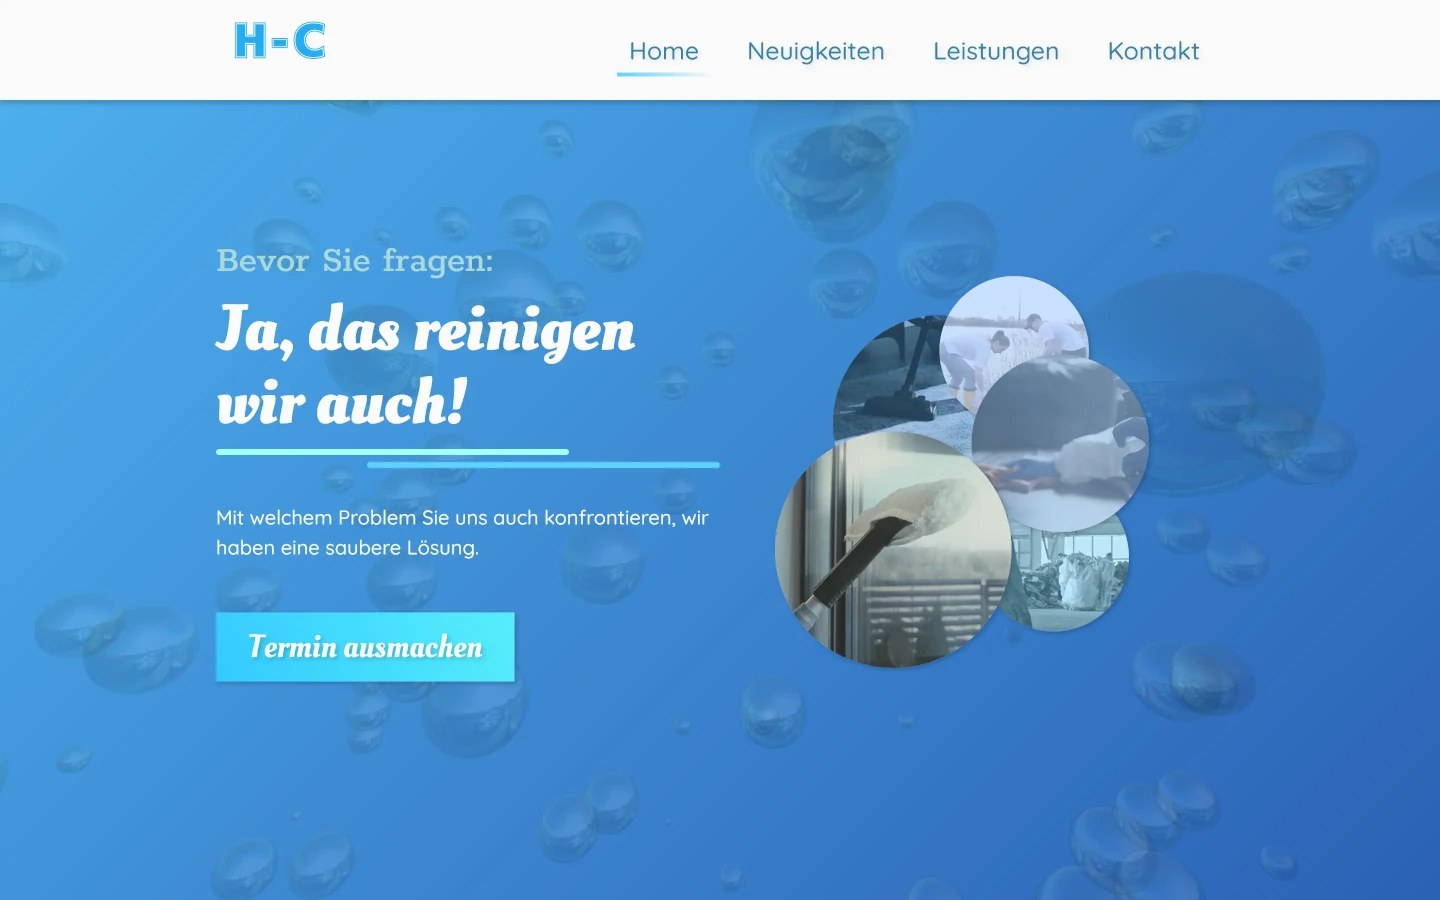 H-C
Home
Neuigkeiten
Leistungen
Kontakt
Bevor Sie fragen:
Ja, das reinigen
wir auch!
Mit welchem Problem Sie uns auch konfrontieren, wir
haben eine saubere Lösung.
Termin ausmachen